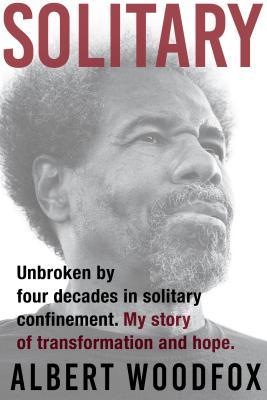 SOLITARY
Unbroken by
four decades in solitary
confinement. My story
of transformation and hope.
ALBERT WOODFOX